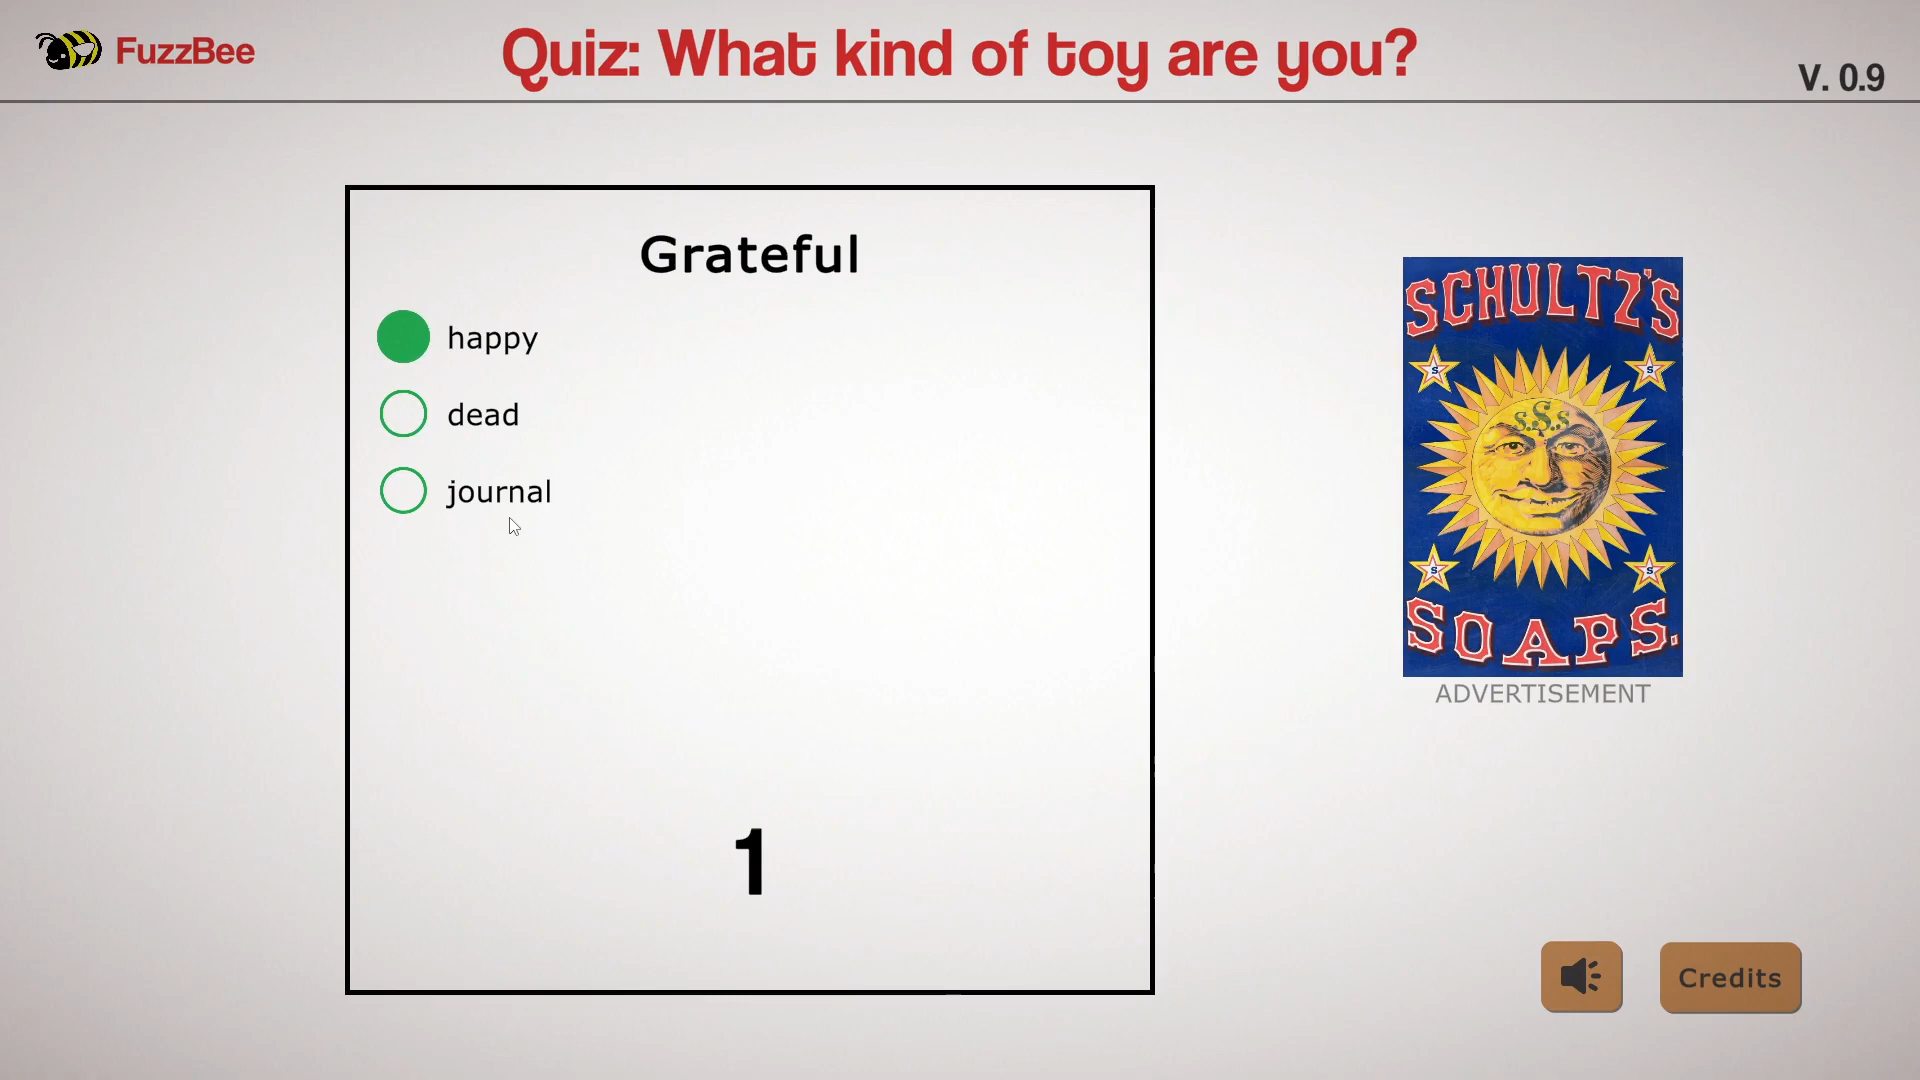 FuzzBee
Quiz: What kind of toy are you?
V. 0.9
Grateful
happy
dead
journal
1
SCHULTZ'S
S S
s.S.s
S S
SOAPS.
ADVERTISEMENT
Credits